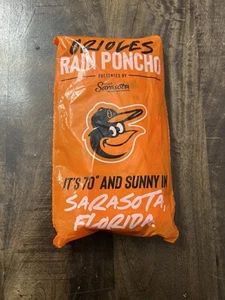 ORIOLES
RAIN PONCHO
PRESENTED BY
Sarasota
IT'S 70° AND SUNNY IN
SARASOTA,
FLORIDA.